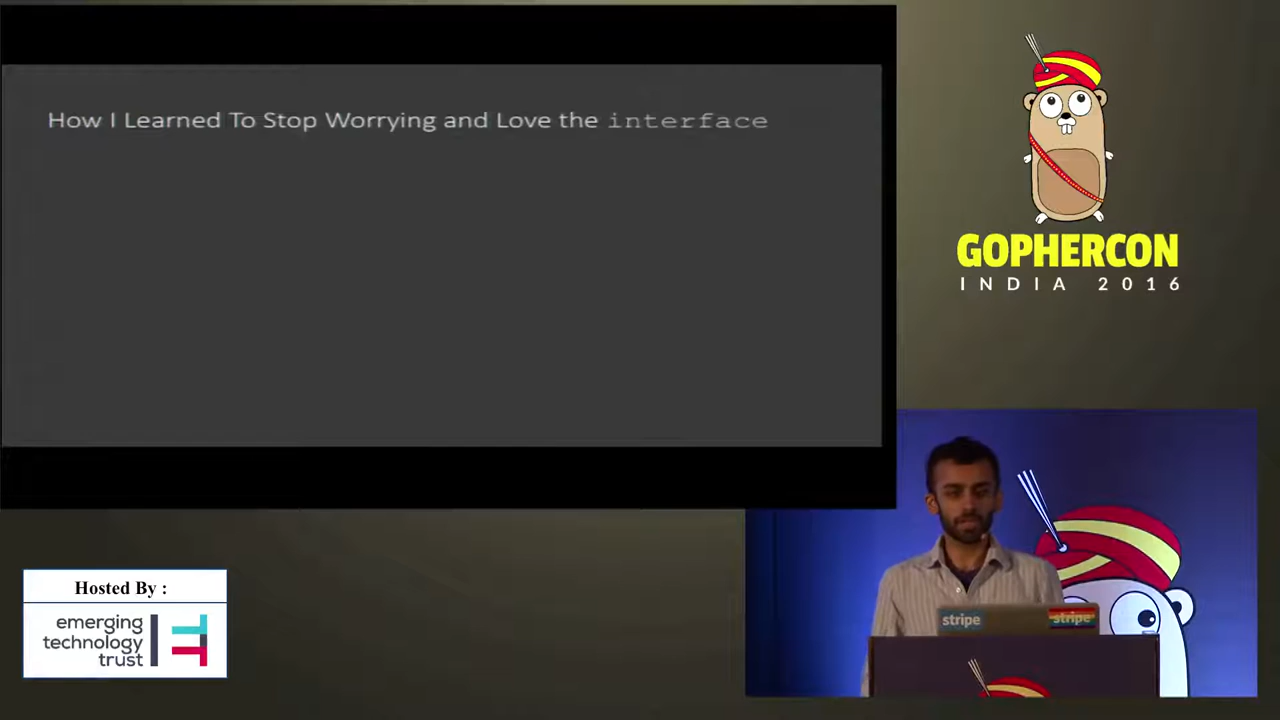 How I Learned To Stop Worrying and Love the interface
GOPHERCON
INDIA 2016
Hosted By :
emerging
technology
trust
stripe
stripe